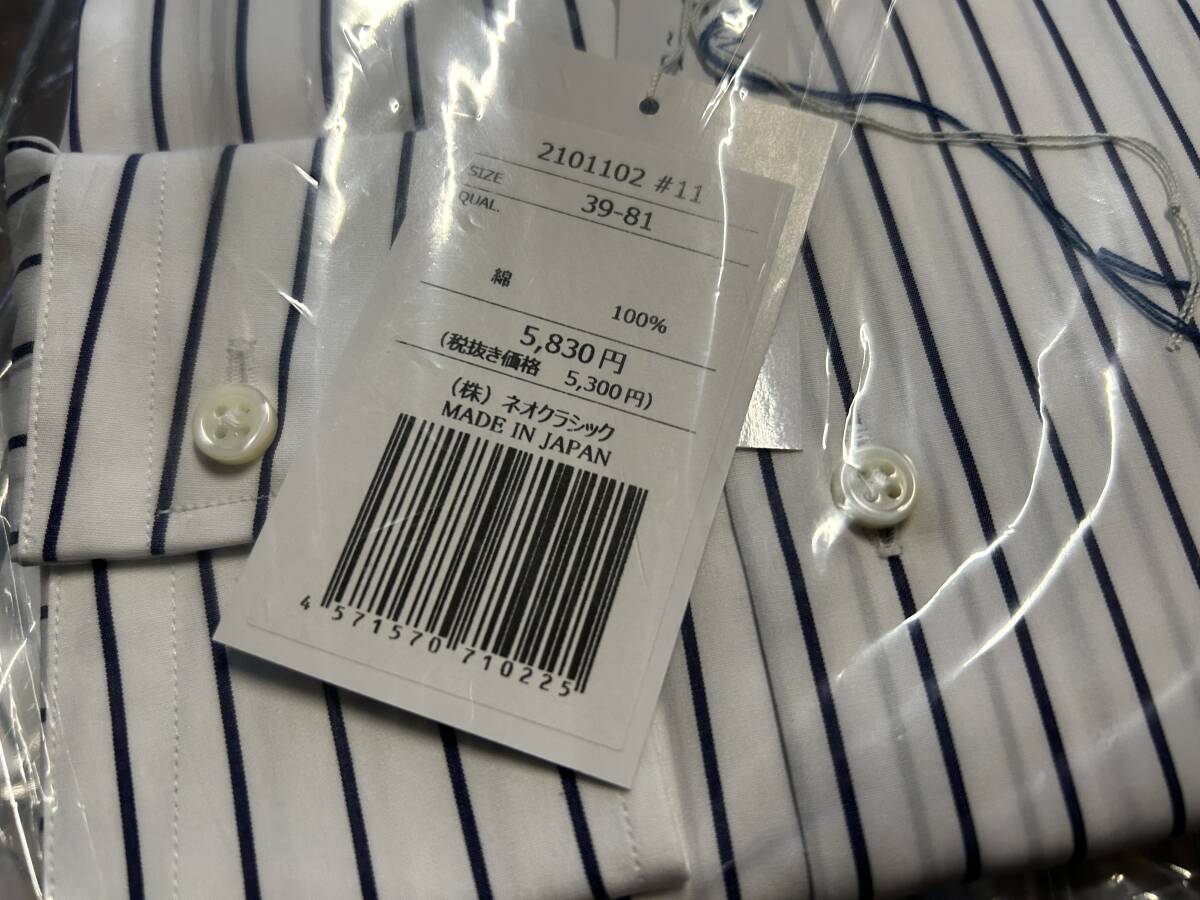 2101102 #11
SIZE 39-81
QUAL.
綿 100%
5,830円
(税抜き価格 5,300円)
(株) ネオクラシック
MADE IN JAPAN
4 571570 710225